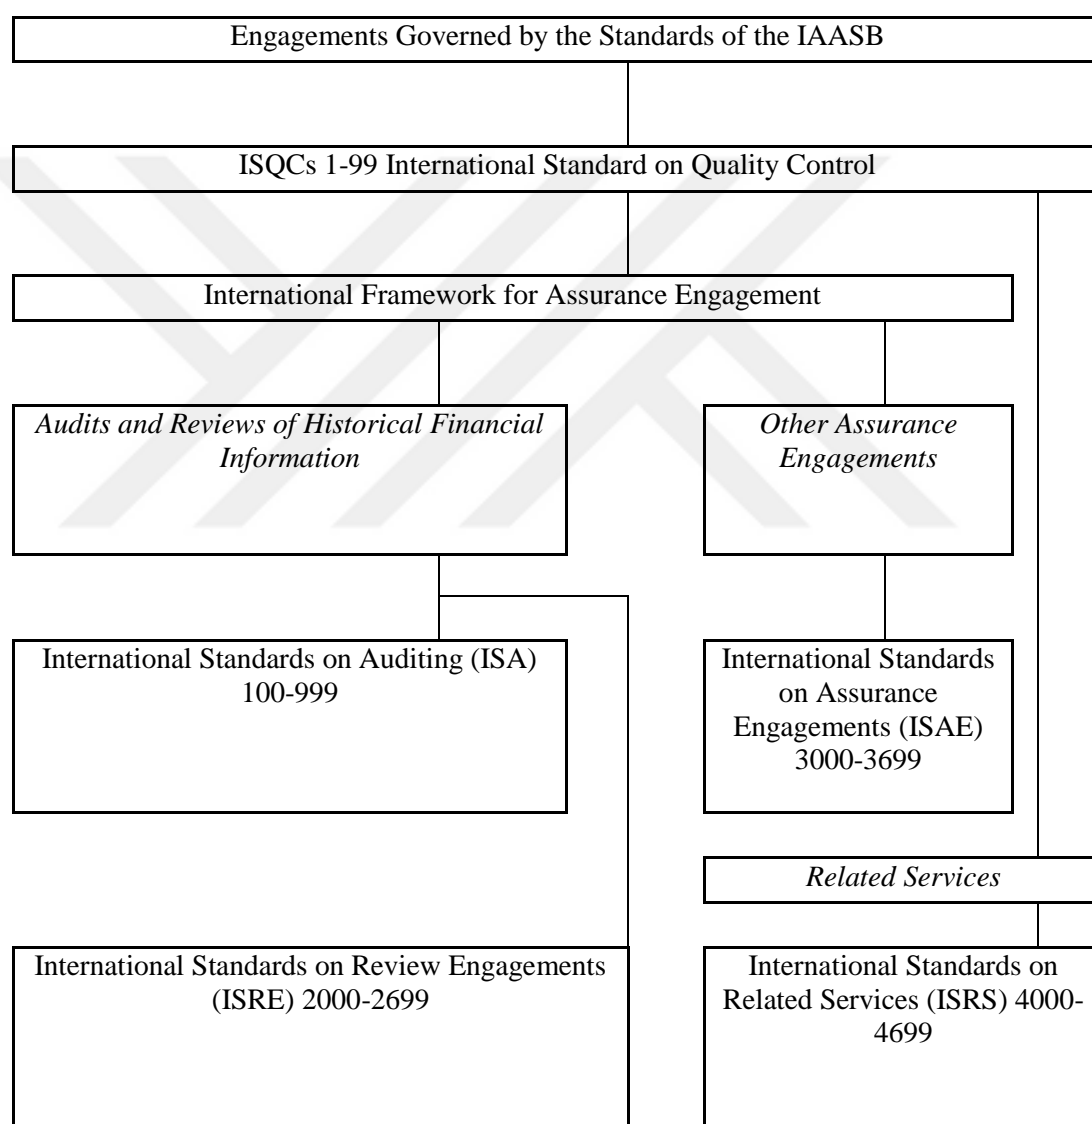 Engagements Governed by the Standards of the IAASB
ISQCs 1-99 International Standard on Quality Control
International Framework for Assurance Engagement
Audits and Reviews of Historical Financial
Information
Other Assurance
Engagements
International Standards on Auditing (ISA)
100-999
International Standards
on Assurance
Engagements (ISAE)
3000-3699
Related Services
International Standards on Review Engagements
(ISRE) 2000-2699
International Standards on
Related Services (ISRS) 4000-
4699